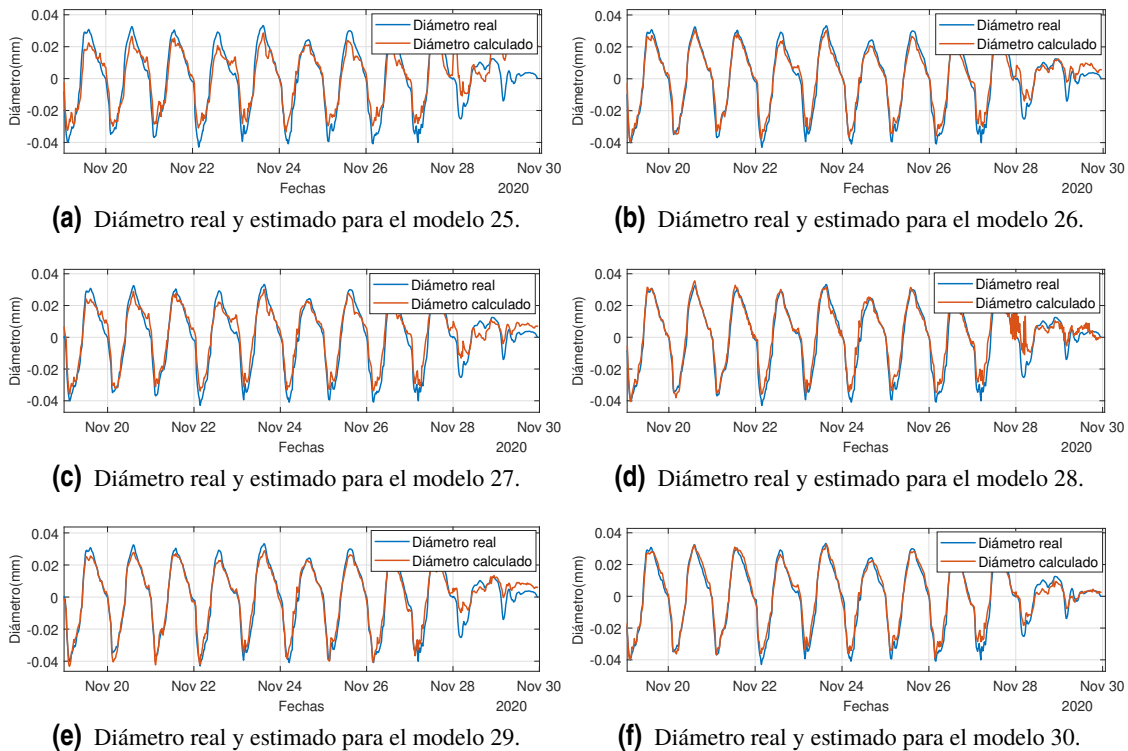 0.04
0.02
0
-0.02
-0.04
Diámetro(mm)
Diámetro real
Diámetro calculado
Nov 20 Nov 22 Nov 24 Nov 26 Nov 28 Nov 30
Fechas 2020
(a) Diámetro real y estimado para el modelo 25.
0.04
0.02
0
-0.02
-0.04
Diámetro(mm)
Diámetro real
Diámetro calculado
Nov 20 Nov 22 Nov 24 Nov 26 Nov 28 Nov 30
Fechas 2020
(b) Diámetro real y estimado para el modelo 26.
0.04
0.02
0
-0.02
-0.04
Diámetro(mm)
Diámetro real
Diámetro calculado
Nov 20 Nov 22 Nov 24 Nov 26 Nov 28 Nov 30
Fechas 2020
(c) Diámetro real y estimado para el modelo 27.
0.04
0.02
0
-0.02
-0.04
Diámetro(mm)
Diámetro real
Diámetro calculado
Nov 20 Nov 22 Nov 24 Nov 26 Nov 28 Nov 30
Fechas 2020
(d) Diámetro real y estimado para el modelo 28.
0.04
0.02
0
-0.02
-0.04
Diámetro(mm)
Diámetro real
Diámetro calculado
Nov 20 Nov 22 Nov 24 Nov 26 Nov 28 Nov 30
Fechas 2020
(e) Diámetro real y estimado para el modelo 29.
0.04
0.02
0
-0.02
-0.04
Diámetro(mm)
Diámetro real
Diámetro calculado
Nov 20 Nov 22 Nov 24 Nov 26 Nov 28 Nov 30
Fechas 2020
(f) Diámetro real y estimado para el modelo 30.